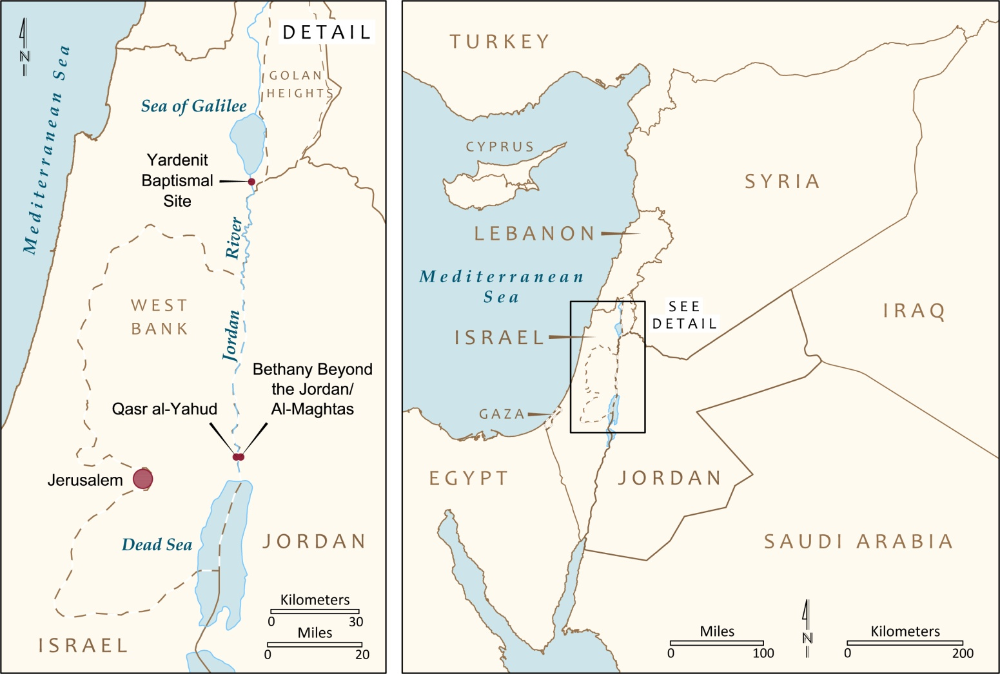 DETAIL
N
Mediterranean Sea
GOLAN
HEIGHTS
Sea of Galilee
Yardenit
Baptismal
Site
Jordan River
WEST
BANK
Bethany Beyond
the Jordan/
Al-Maghtas
Qasr al-Yahud
Jerusalem
Dead Sea
JORDAN
Kilometers
0 30
Miles
0 20
ISRAEL
TURKEY
CYPRUS
SYRIA
LEBANON
Mediterranean
Sea
SEE
DETAIL
IRAQ
ISRAEL
GAZA
EGYPT
JORDAN
SAUDI ARABIA
N
Miles
0 100
Kilometers
0 200